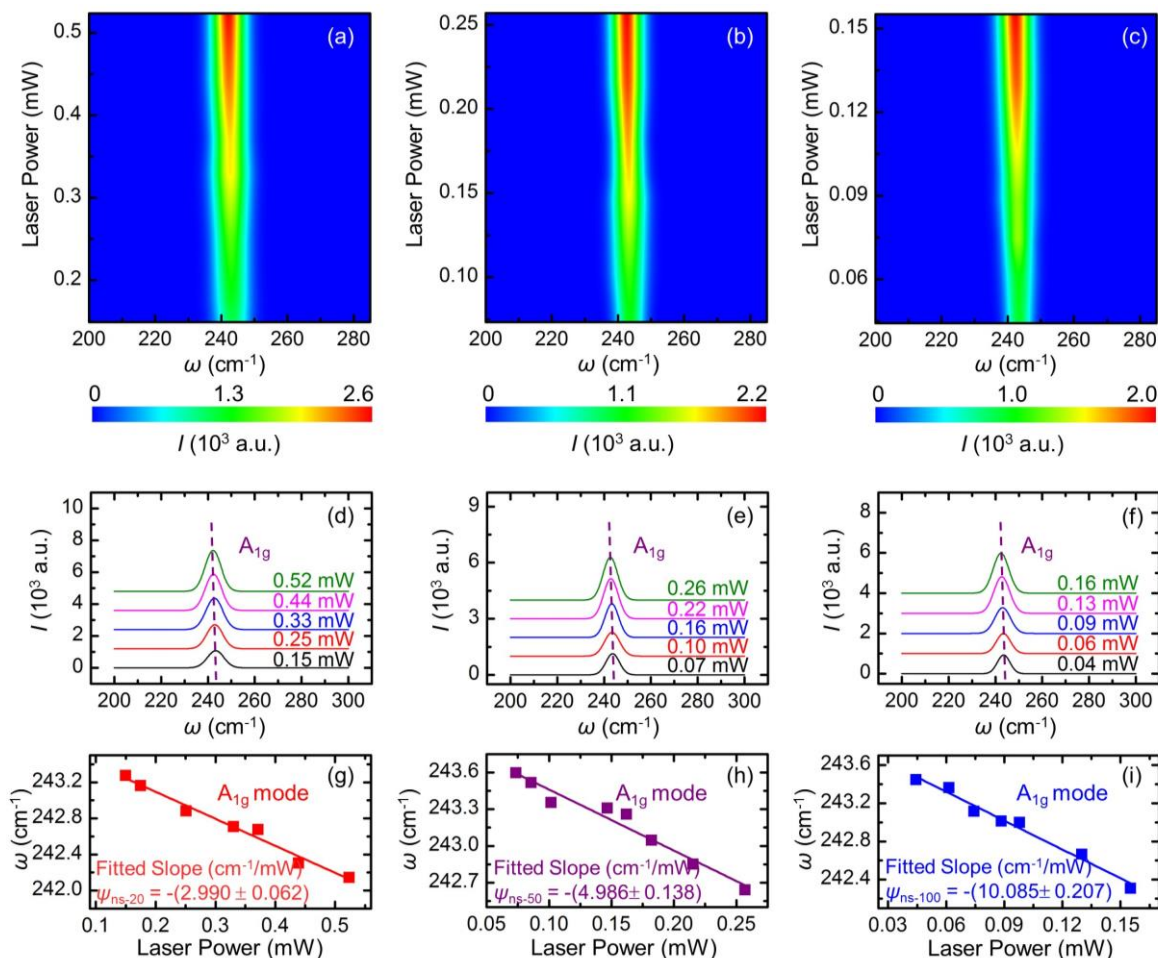 (a)
0.5
0.4
0.3
0.2
Laser Power (mW)
200 220 240 260 280
ω (cm⁻¹)
0 1.3 2.6
I (10³ a.u.)
(b)
0.25
0.20
0.15
0.10
Laser Power (mW)
200 220 240 260 280
ω (cm⁻¹)
0 1.1 2.2
I (10³ a.u.)
(c)
0.15
0.12
0.09
0.06
Laser Power (mW)
200 220 240 260 280
ω (cm⁻¹)
0 1.0 2.0
I (10³ a.u.)
(d)
10
8
6
4
2
0
I (10³ a.u.)
A1g
0.52 mW
0.44 mW
0.33 mW
0.25 mW
0.15 mW
200 220 240 260 280 300
ω (cm⁻¹)
(e)
9
6
3
0
I (10³ a.u.)
A1g
0.26 mW
0.22 mW
0.16 mW
0.10 mW
0.07 mW
200 220 240 260 280 300
ω (cm⁻¹)
(f)
8
6
4
2
0
I (10³ a.u.)
A1g
0.16 mW
0.13 mW
0.09 mW
0.06 mW
0.04 mW
200 220 240 260 280 300
ω (cm⁻¹)
(g)
243.2
242.8
242.4
242.0
ω (cm⁻¹)
A1g mode
Fitted Slope (cm⁻¹/mW)
ψns-20 = -(2.990 ± 0.062)
0.1 0.2 0.3 0.4 0.5
Laser Power (mW)
(h)
243.6
243.3
243.0
242.7
ω (cm⁻¹)
A1g mode
Fitted Slope (cm⁻¹/mW)
ψns-50 = -(4.986± 0.138)
0.05 0.10 0.15 0.20 0.25
Laser Power (mW)
(i)
243.6
243.2
242.8
242.4
ω (cm⁻¹)
A1g mode
Fitted Slope (cm⁻¹/mW)
ψns-100 = -(10.085± 0.207)
0.03 0.06 0.09 0.12 0.15
Laser Power (mW)